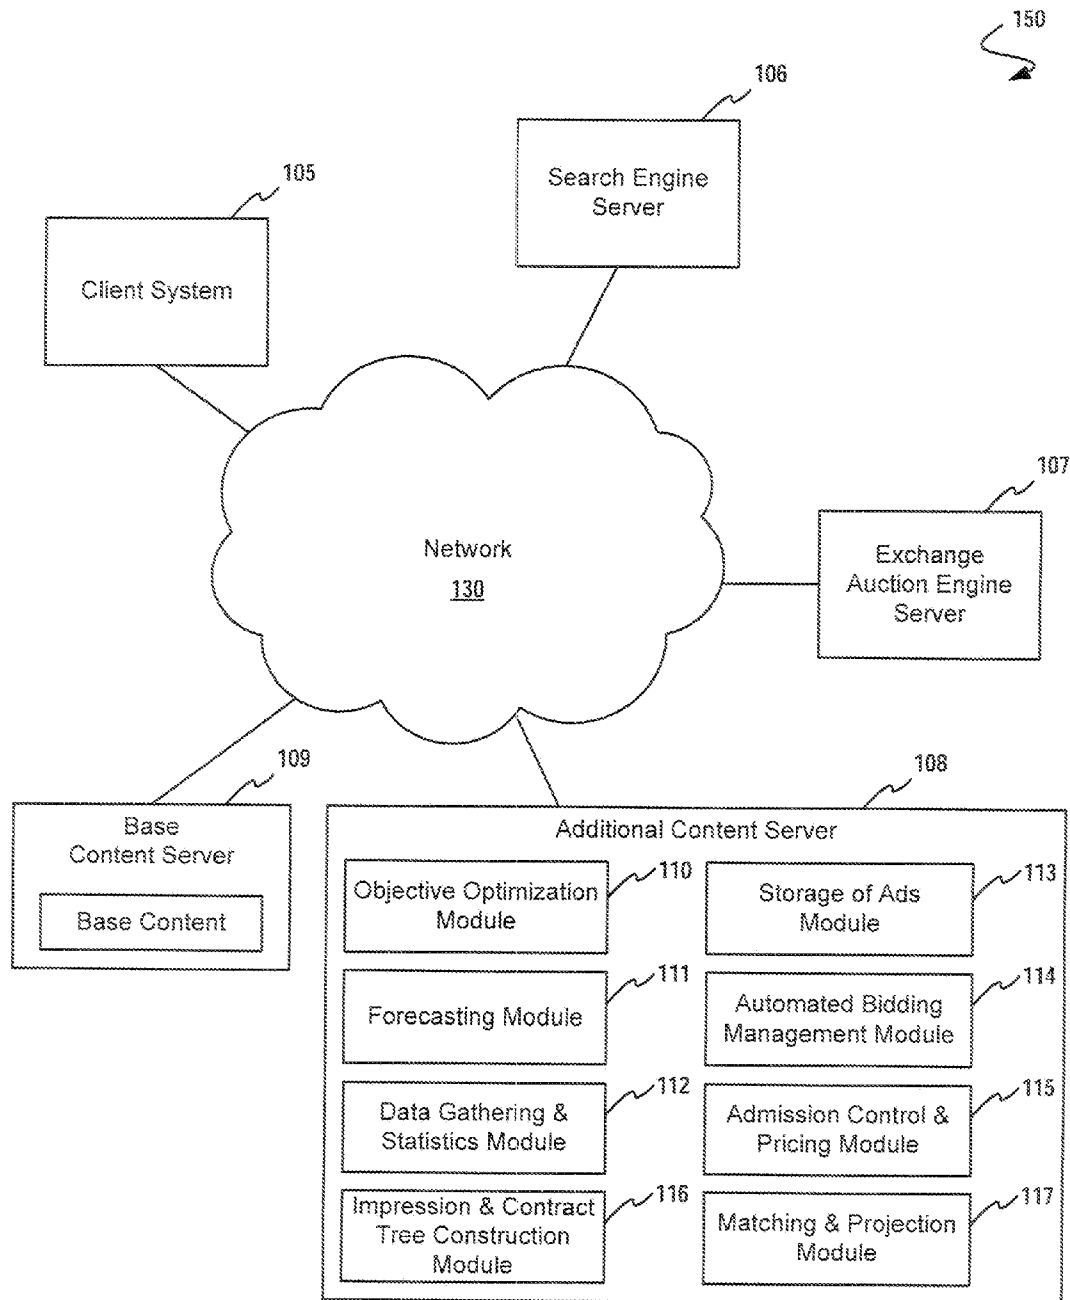 150
106
Search Engine
Server
105
Client System
107
Exchange
Auction Engine
Server
Network
130
109
Base
Content Server
Base Content
108
Additional Content Server
110
Objective Optimization
Module
113
Storage of Ads
Module
111
Forecasting Module
114
Automated Bidding
Management Module
112
Data Gathering &
Statistics Module
115
Admission Control &
Pricing Module
116
Impression & Contract
Tree Construction
Module
117
Matching & Projection
Module